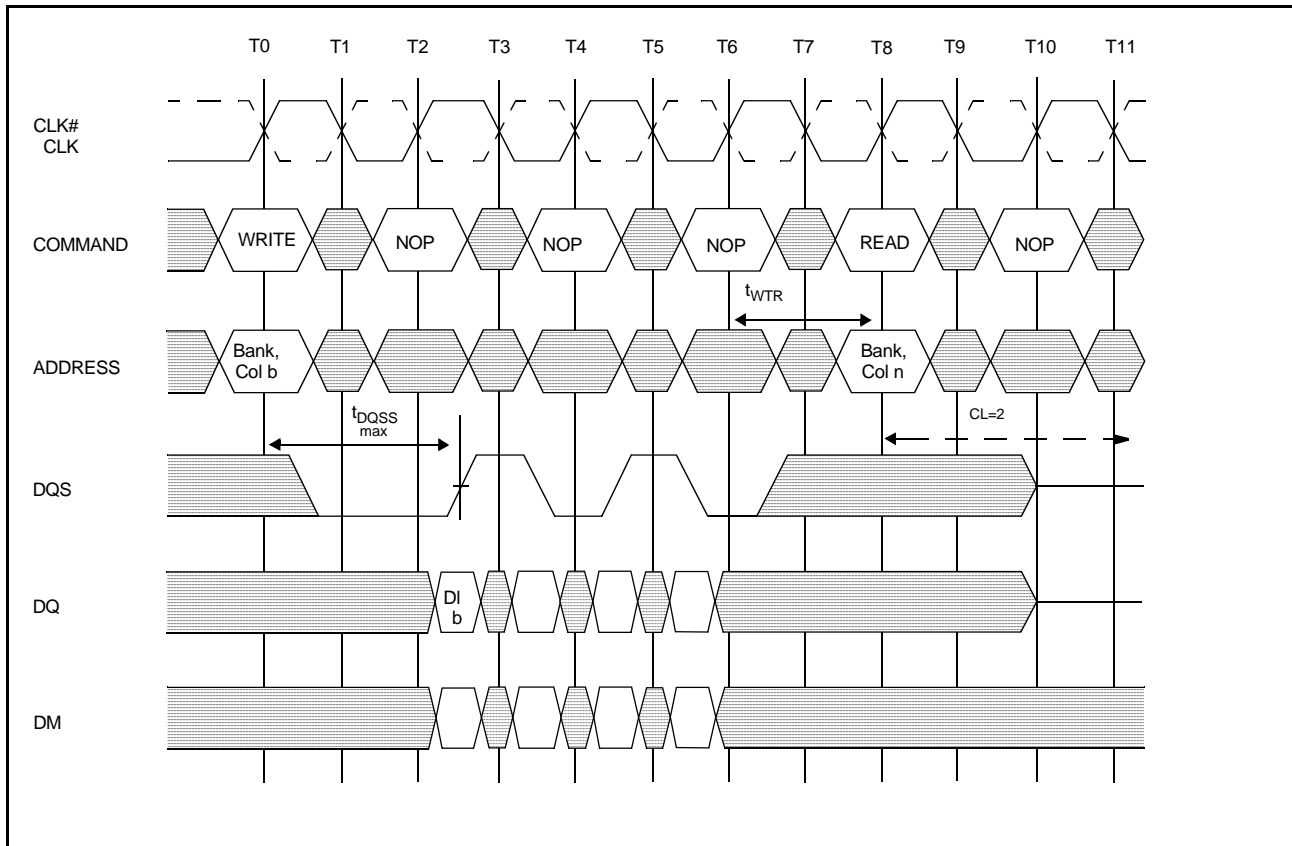 T0 T1 T2 T3 T4 T5 T6 T7 T8 T9 T10 T11
CLK#
CLK
COMMAND WRITE NOP NOP NOP READ NOP
tWTR
ADDRESS
Bank,
Col b
Bank,
Col n
tDQSS
max
CL=2
DQS
DQ
DI
b
DM